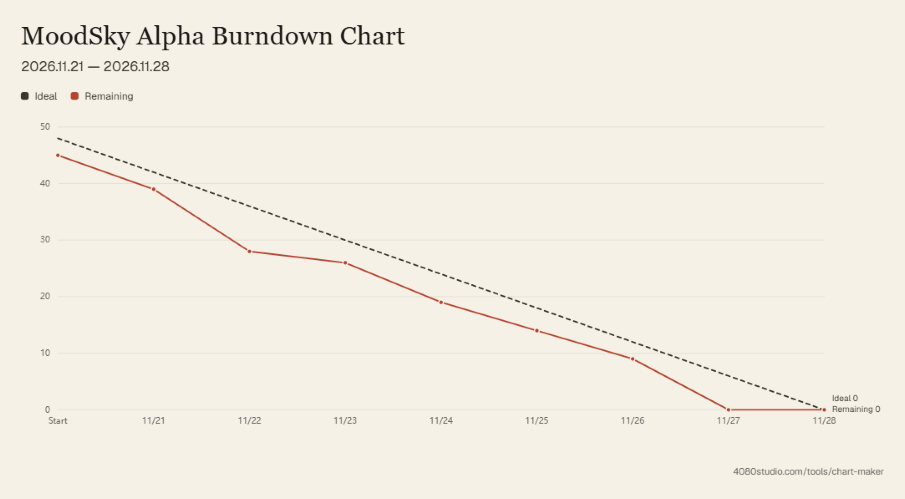 MoodSky Alpha Burndown Chart
2026.11.21 — 2026.11.28
Ideal Remaining
50
40
30
20
10
0
Ideal 0
Remaining 0
Start 11/21 11/22 11/23 11/24 11/25 11/26 11/27 11/28
4080studio.com/tools/chart-maker